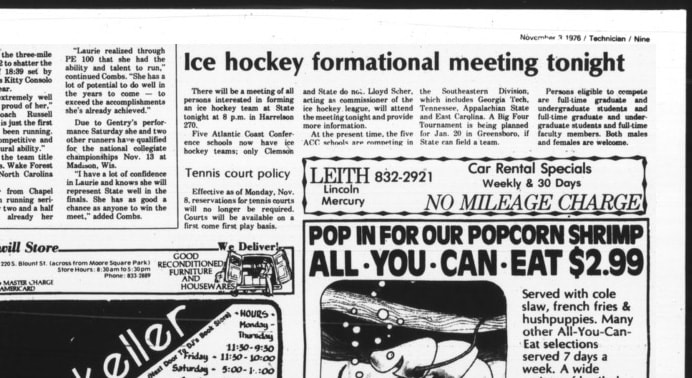 November 3, 1976 / Technician / Nine
the three-mile
2 to shatter the
18:39 set by
Kitty Consolo
ear.
extremely well
proud of her,"
oach Russell
is just the first
been running.
ompetitive and
ural ability."
the team title
. Wake Forest
North Carolina
from Chapel
running seri-
two and a half
already her
"Laurie realized through
PE 100 that she had the
ability and talent to run,"
continued Combs. "She has a
lot of potential to do well in
the years to come — to
exceed the accomplishments
she's already achieved."
Due to Gentry's perfor-
mance Saturday she and two
other runners have qualified
for the national collegiate
championships Nov. 13 at
Madison, Wis.
"I have a lot of confidence
in Laurie and knows she will
represent State well in the
finals. She has as good a
chance as anyone to win the
meet," added Combs.
Ice hockey formational meeting tonight
There will be a meeting of all
persons interested in forming
an ice hockey team at State
tonight at 8 p.m. in Harrelson
270.
Five Atlantic Coast Confer-
ence schools now have ice
hockey teams; only Clemson
and State do not. Lloyd Scher,
acting as commissioner of the
ice hockey league, will attend
the meeting tonight and provide
more information.
At the present time, the five
ACC schools are competing in
the Southeastern Division,
which includes Georgia Tech,
Tennessee, Appalachian State
and East Carolina. A Big Four
Tournament is being planned
for Jan. 20 in Greensboro, if
State can field a team.
Persons eligible to compete
are full-time graduate and
undergraduate students and
full-time graduate and under-
graduate students and full-time
faculty members. Both males
and females are welcome.
Tennis court policy
Effective as of Monday, Nov.
8, reservations for tennis courts
will no longer be required.
Courts will be available on a
first come first play basis.
LEITH 832-2921
Lincoln
Mercury
Car Rental Specials
Weekly & 30 Days
NO MILEAGE CHARGE
will Store
We Deliver!
220 S. Blount St. (across from Moore Square Park)
Store Hours: 8:30 am to 5:30 pm
Phone: 833-2889
MASTER CHARGE
AMERICARD
GOOD
RECONDITIONED
FURNITURE
AND
HOUSEWARES
POP IN FOR OUR POPCORN SHRIMP
ALL·YOU·CAN·EAT $2.99
Served with cole
slaw, french fries &
hushpuppies. Many
other All-You-Can-
Eat selections
served 7 days a
week. A wide
eller
Next Door To DJ's Book Store)
• HOURS •
Monday -
Thursday
11:30-9:30
Friday - 11:30-10:00
Saturday - 5:00-